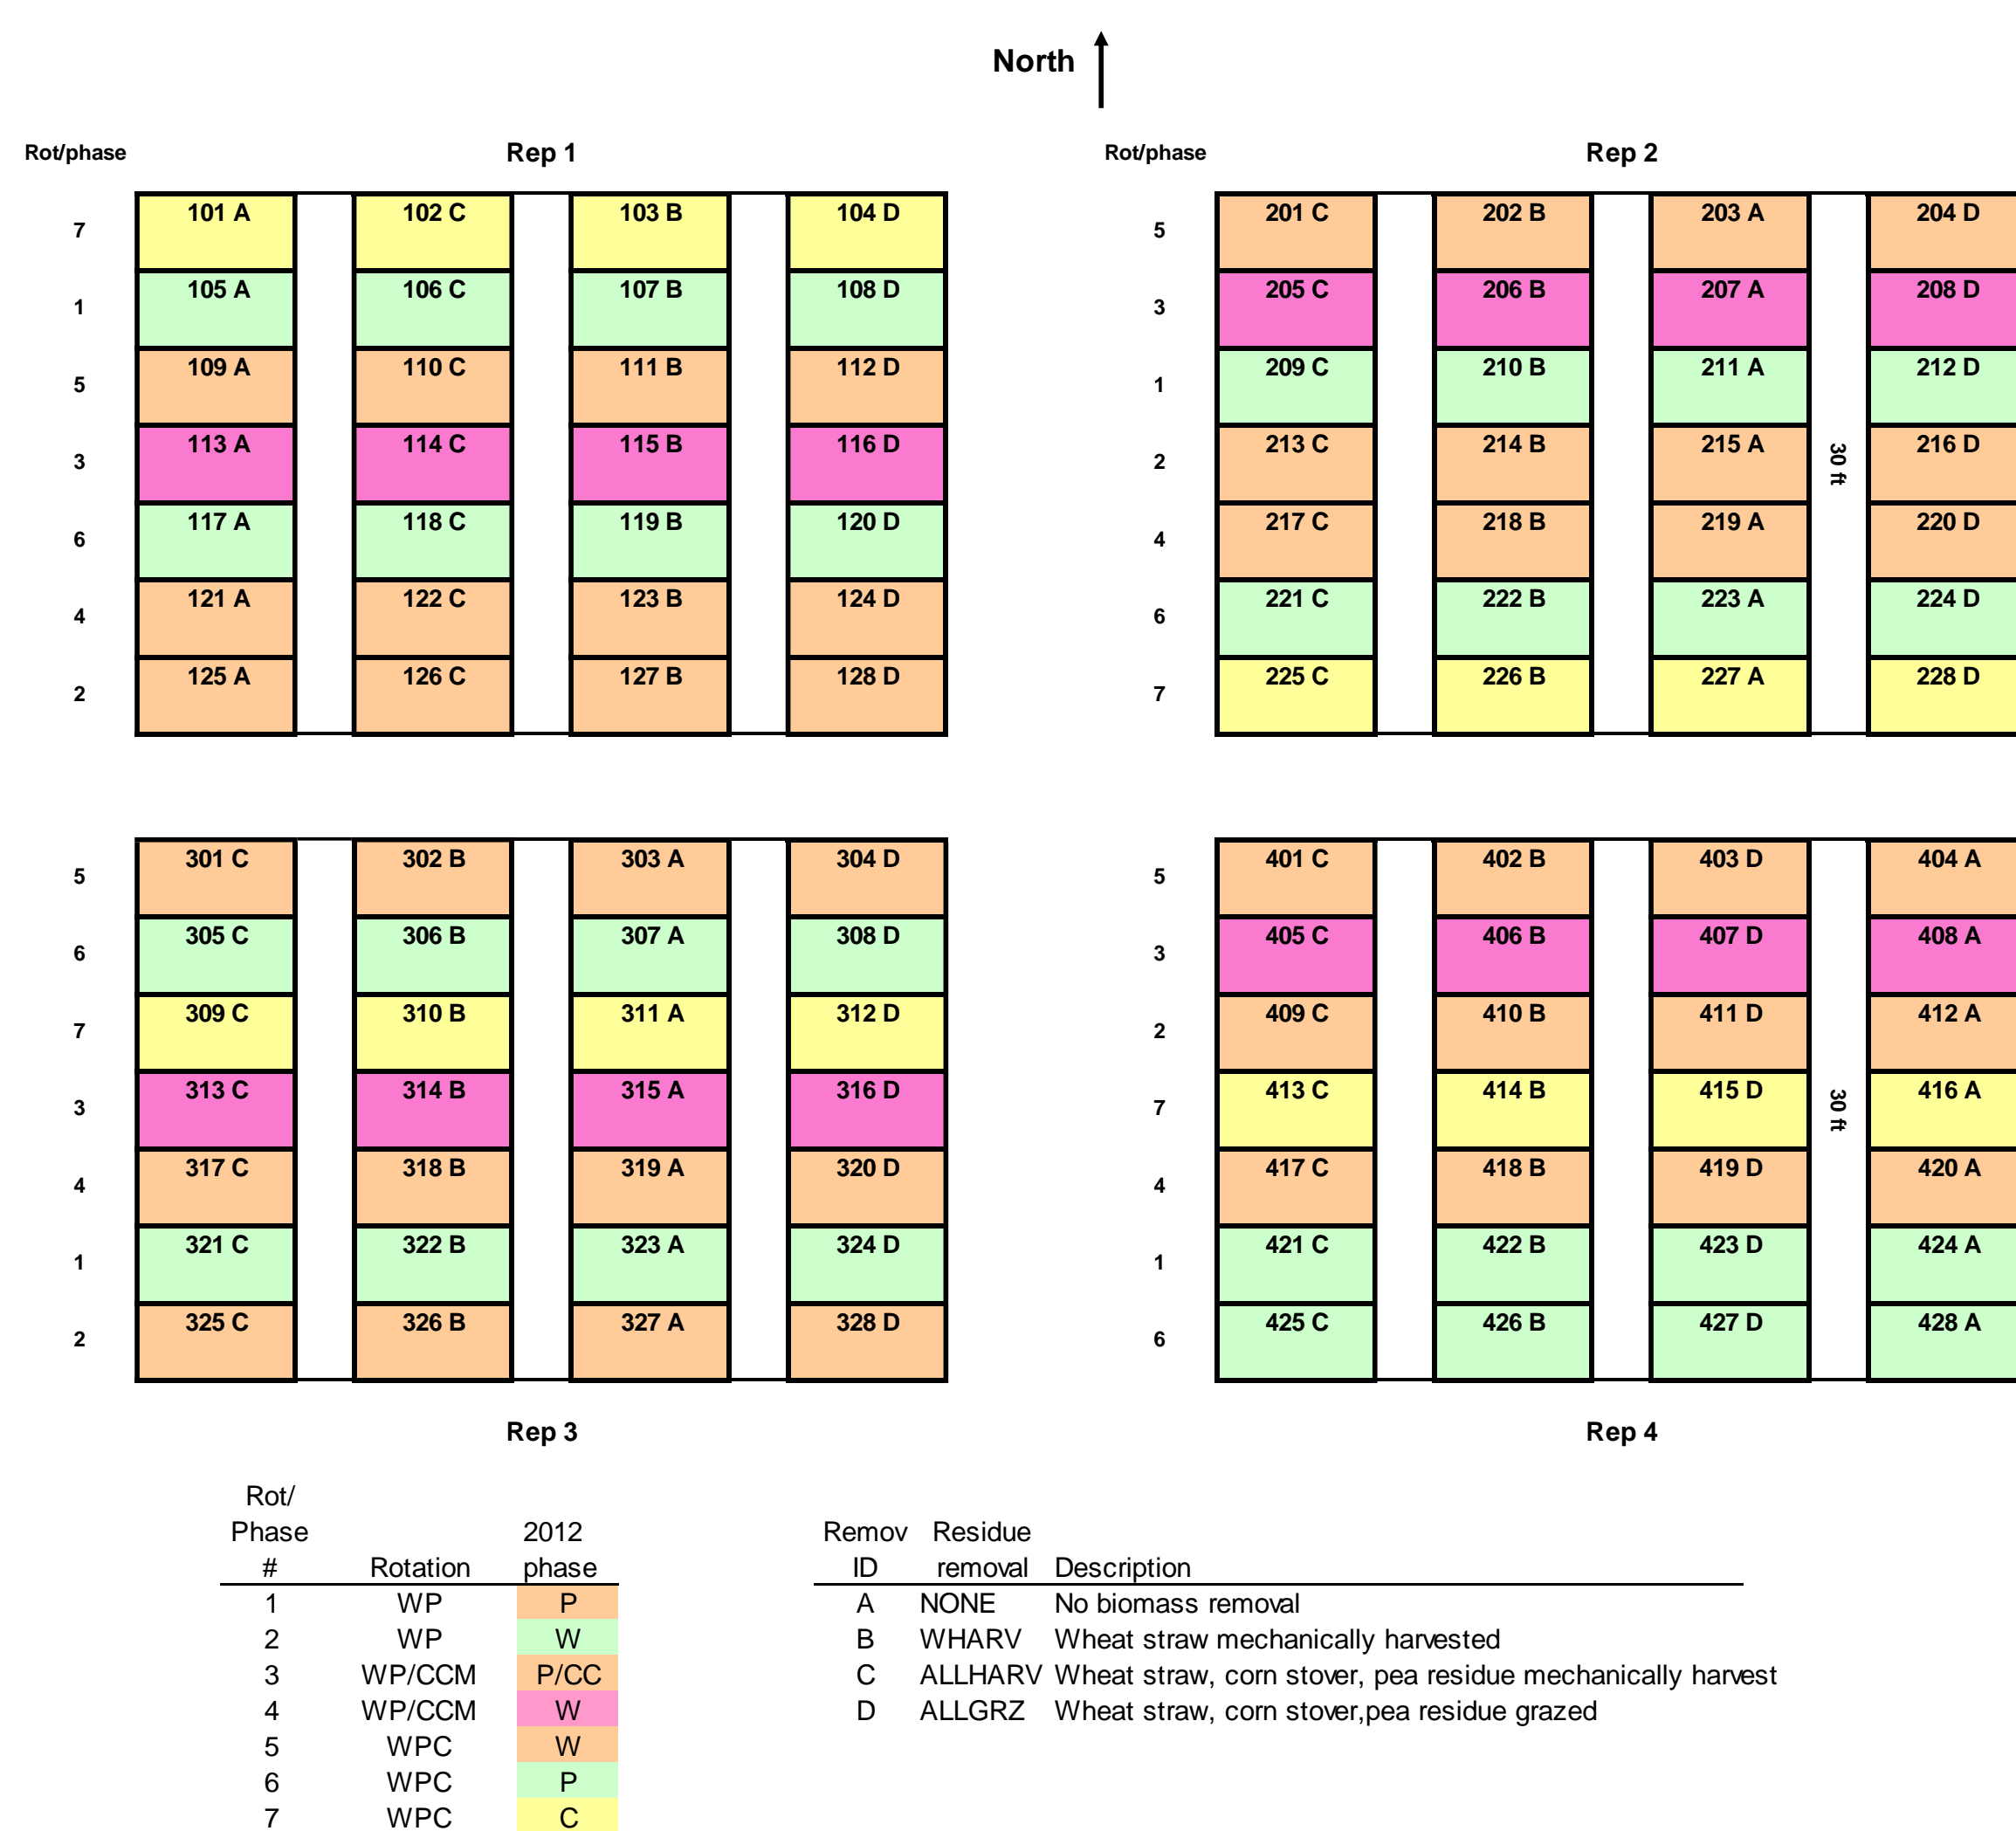 North
Rot/phase Rep 1 Rot/phase Rep 2
7 101 A 102 C 103 B 104 D 5 201 C 202 B 203 A 204 D
1 105 A 106 C 107 B 108 D 3 205 C 206 B 207 A 208 D
5 109 A 110 C 111 B 112 D 1 209 C 210 B 211 A 212 D
3 113 A 114 C 115 B 116 D 2 213 C 214 B 215 A 30 ft 216 D
6 117 A 118 C 119 B 120 D 4 217 C 218 B 219 A 220 D
4 121 A 122 C 123 B 124 D 6 221 C 222 B 223 A 224 D
2 125 A 126 C 127 B 128 D 7 225 C 226 B 227 A 228 D
5 301 C 302 B 303 A 304 D 5 401 C 402 B 403 D 404 A
6 305 C 306 B 307 A 308 D 3 405 C 406 B 407 D 408 A
7 309 C 310 B 311 A 312 D 2 409 C 410 B 411 D 412 A
3 313 C 314 B 315 A 316 D 7 413 C 414 B 415 D 30 ft 416 A
4 317 C 318 B 319 A 320 D 4 417 C 418 B 419 D 420 A
1 321 C 322 B 323 A 324 D 1 421 C 422 B 423 D 424 A
2 325 C 326 B 327 A 328 D 6 425 C 426 B 427 D 428 A
Rep 3 Rep 4
Rot/
Phase 2012 Remov Residue
# Rotation phase ID removal Description
1 WP P A NONE No biomass removal
2 WP W B WHARV Wheat straw mechanically harvested
3 WP/CCM P/CC C ALLHARV Wheat straw, corn stover, pea residue mechanically harvest
4 WP/CCM W D ALLGRZ Wheat straw, corn stover,pea residue grazed
5 WPC W
6 WPC P
7 WPC C